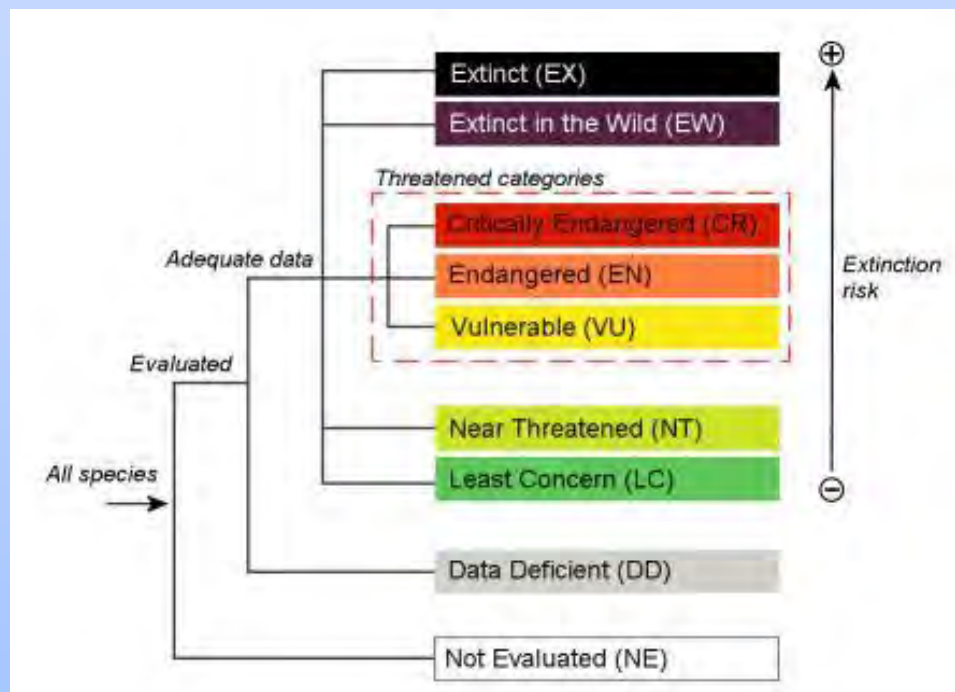 Extinct (EX)
Extinct in the Wild (EW)
Threatened categories
Critically Endangered (CR)
Adequate data
Endangered (EN)
Extinction
risk
Vulnerable (VU)
Evaluated
Near Threatened (NT)
All species
Least Concern (LC)
Data Deficient (DD)
Not Evaluated (NE)